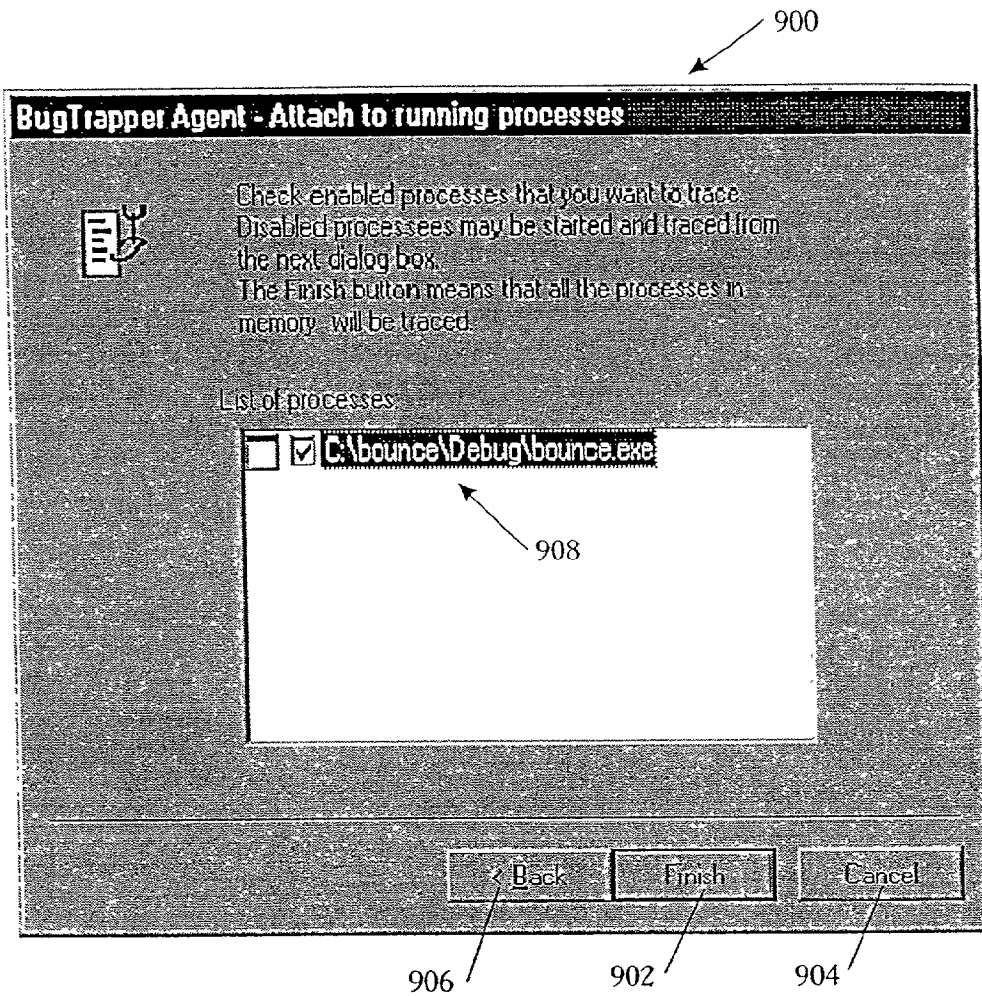 900
BugTrapper Agent - Attach to running processes
Check enabled processes that you want to trace.
Disabled processees may be started and traced from
the next dialog box.
The Finish button means that all the processes in
memory will be traced.
List of processes:
C:\bounce\Debug\bounce.exe
908
< Back Finish Cancel
906 902 904